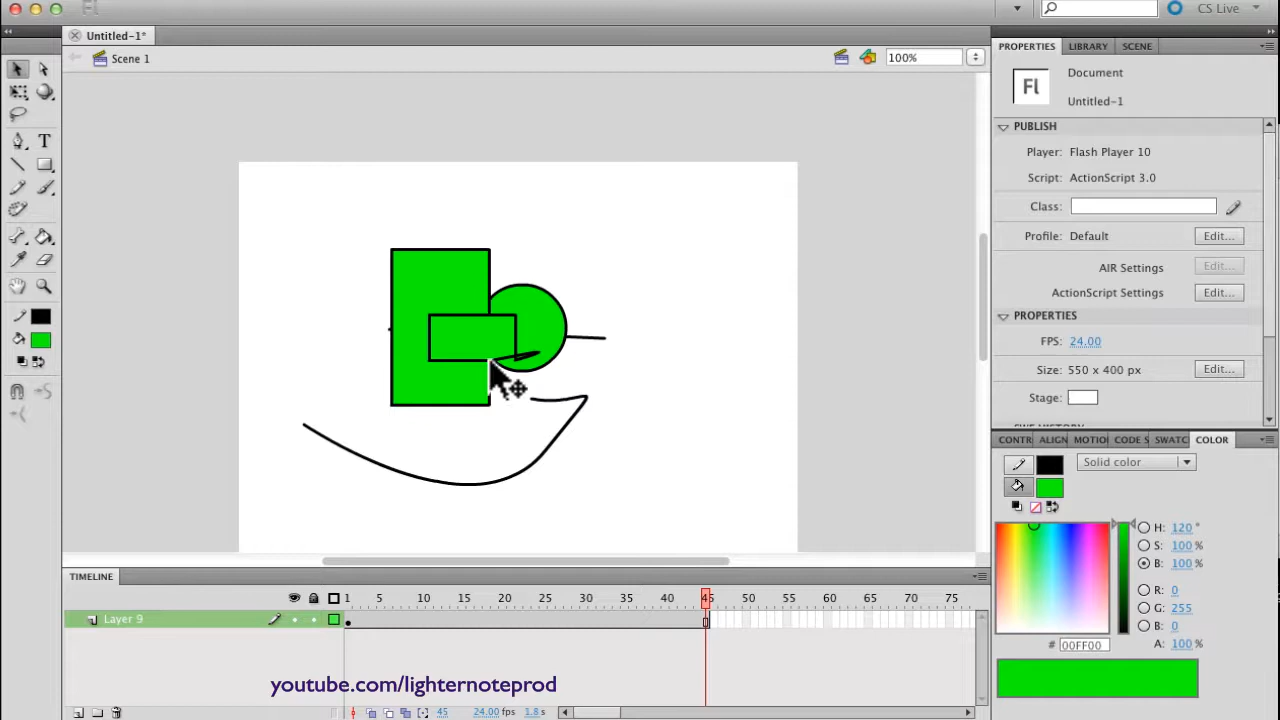 Fl
CS Live
Untitled-1*
Scene 1
100%
PROPERTIES LIBRARY SCENE
Fl
Document
Untitled-1
PUBLISH
Player: Flash Player 10
Script: ActionScript 3.0
Class:
Profile: Default Edit...
AIR Settings Edit...
ActionScript Settings Edit...
PROPERTIES
FPS: 24.00
Size: 550 x 400 px Edit...
Stage:
CONTR ALIGN MOTIO CODE S SWATC COLOR
Solid color
H: 120 °
S: 100 %
B: 100 %
R: 0
G: 255
B: 0
# 00FF00 A: 100 %
T
TIMELINE
1 5 10 15 20 25 30 35 40 45 50 55 60 65 70 75
Layer 9
youtube.com/lighternoteprod
45 24.00 fps 1.8 s